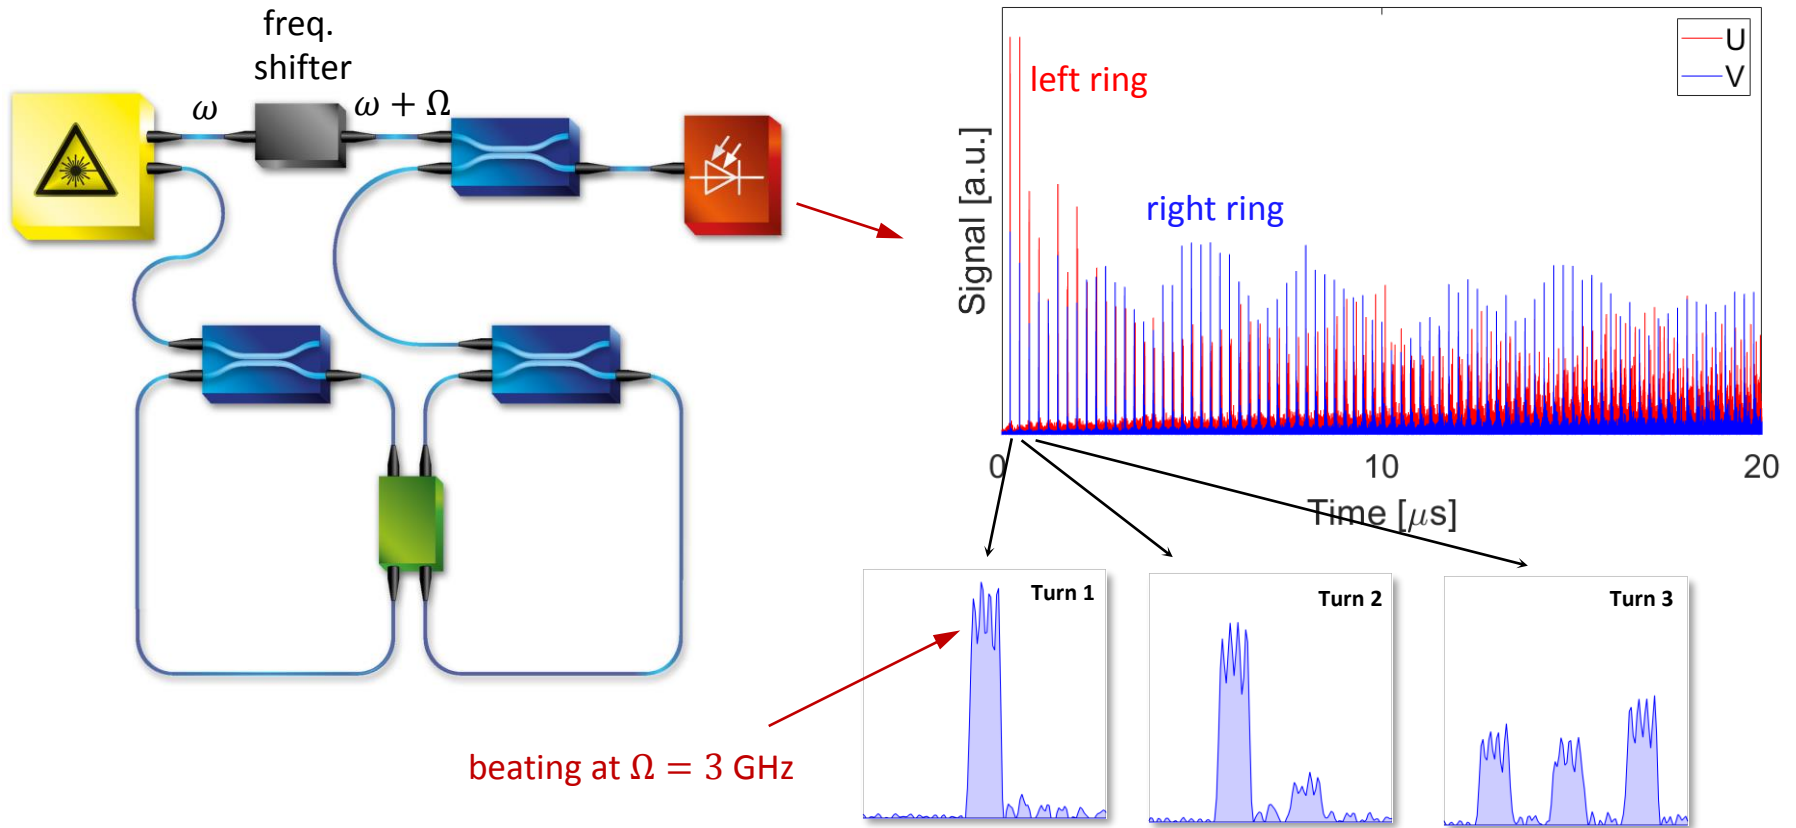 freq.
shifter
ω
ω + Ω
U
V
left ring
right ring
Signal [a.u.]
0
10
20
Time [μs]
Turn 1
Turn 2
Turn 3
beating at Ω = 3 GHz